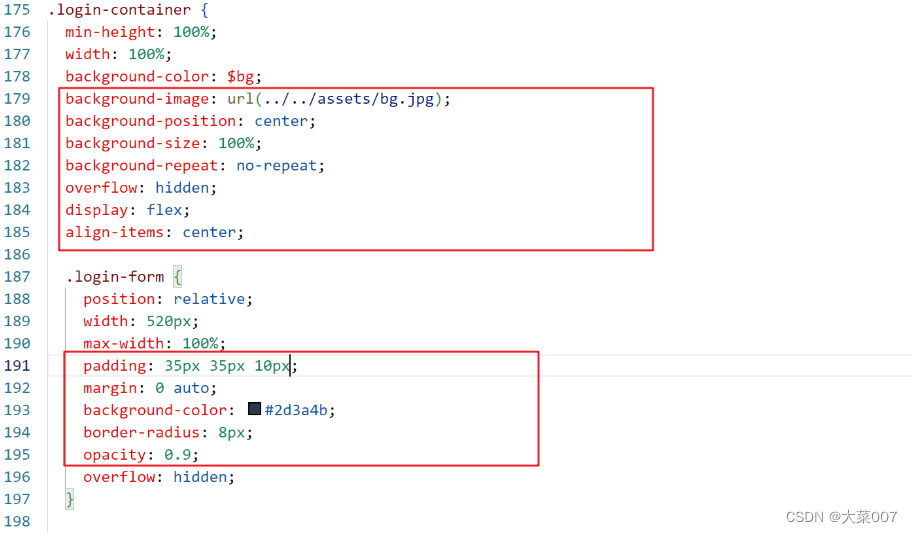 175 .login-container {
176 min-height: 100%;
177 width: 100%;
178 background-color: $bg;
179 background-image: url(../../assets/bg.jpg);
180 background-position: center;
181 background-size: 100%;
182 background-repeat: no-repeat;
183 overflow: hidden;
184 display: flex;
185 align-items: center;
186
187 .login-form {
188 position: relative;
189 width: 520px;
190 max-width: 100%;
191 padding: 35px 35px 10px;
192 margin: 0 auto;
193 background-color: #2d3a4b;
194 border-radius: 8px;
195 opacity: 0.9;
196 overflow: hidden;
197 }
198
CSDN @大菜007